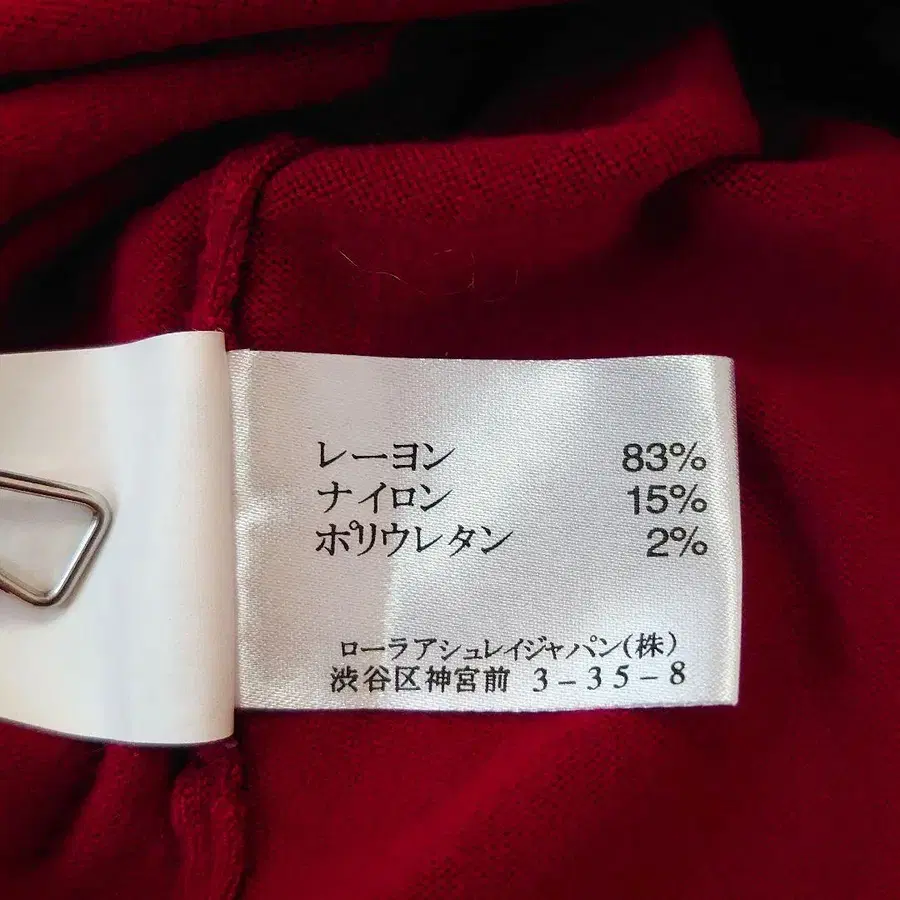 レーヨン 83%
ナイロン 15%
ポリウレタン 2%
ローラアシュレイジャパン(株)
渋谷区神宮前 3-35-8